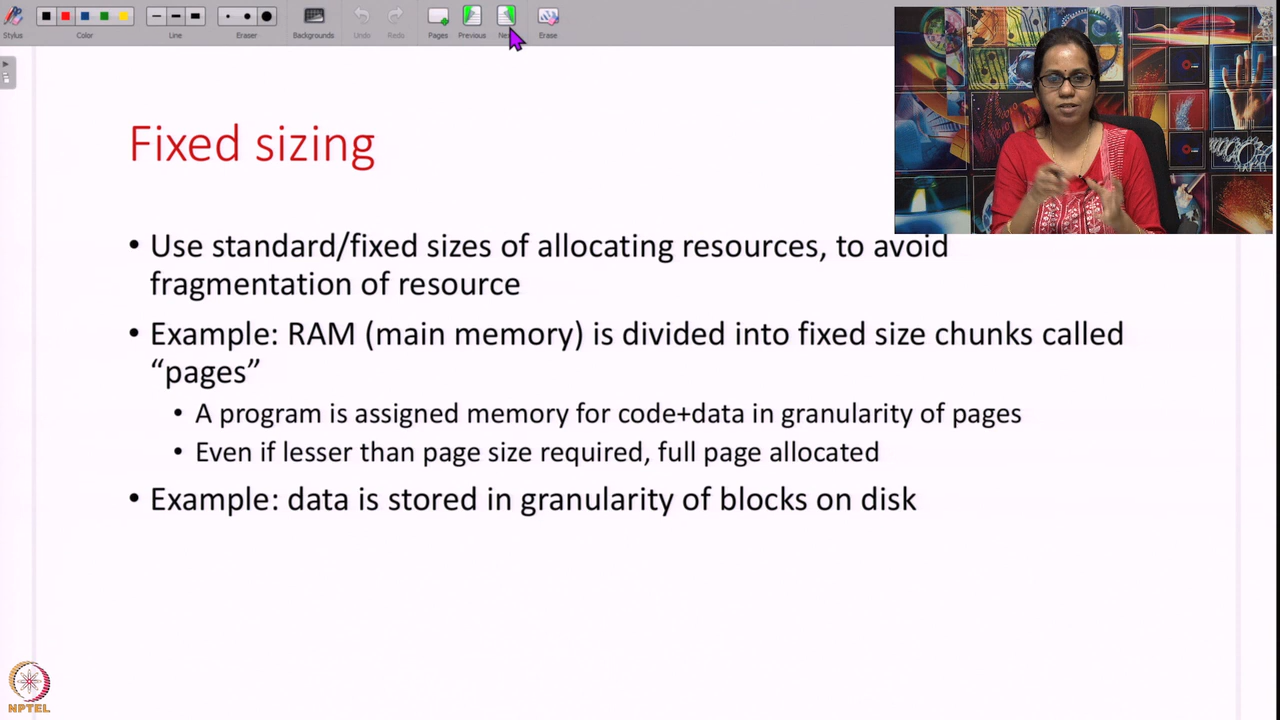 Stylus
Color
Line
Eraser
Backgrounds
Undo
Redo
Pages
Previous
Erase
Fixed sizing
• Use standard/fixed sizes of allocating resources, to avoid
fragmentation of resource
• Example: RAM (main memory) is divided into fixed size chunks called
“pages”
• A program is assigned memory for code+data in granularity of pages
• Even if lesser than page size required, full page allocated
• Example: data is stored in granularity of blocks on disk
NPTEL